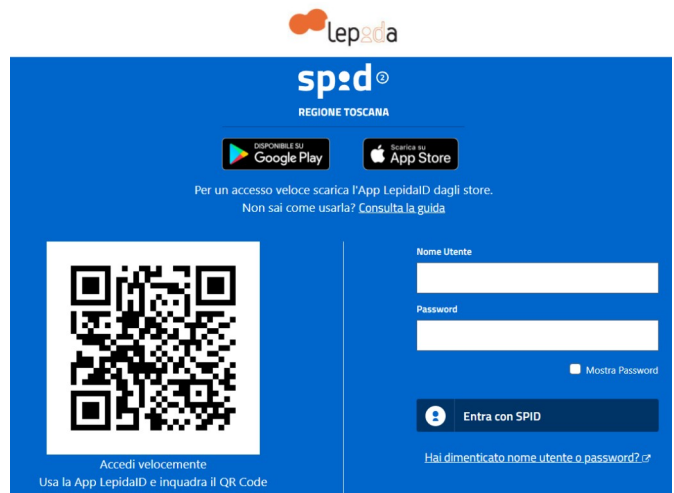 lepida
spid 2
REGIONE TOSCANA
DISPONIBILE SU
Google Play
Scarica su
App Store
Per un accesso veloce scarica l'App LepidaID dagli store.
Non sai come usarla? Consulta la guida
Nome Utente
Password
Mostra Password
Entra con SPID
Hai dimenticato nome utente o password?
Accedi velocemente
Usa la App LepidaID e inquadra il QR Code